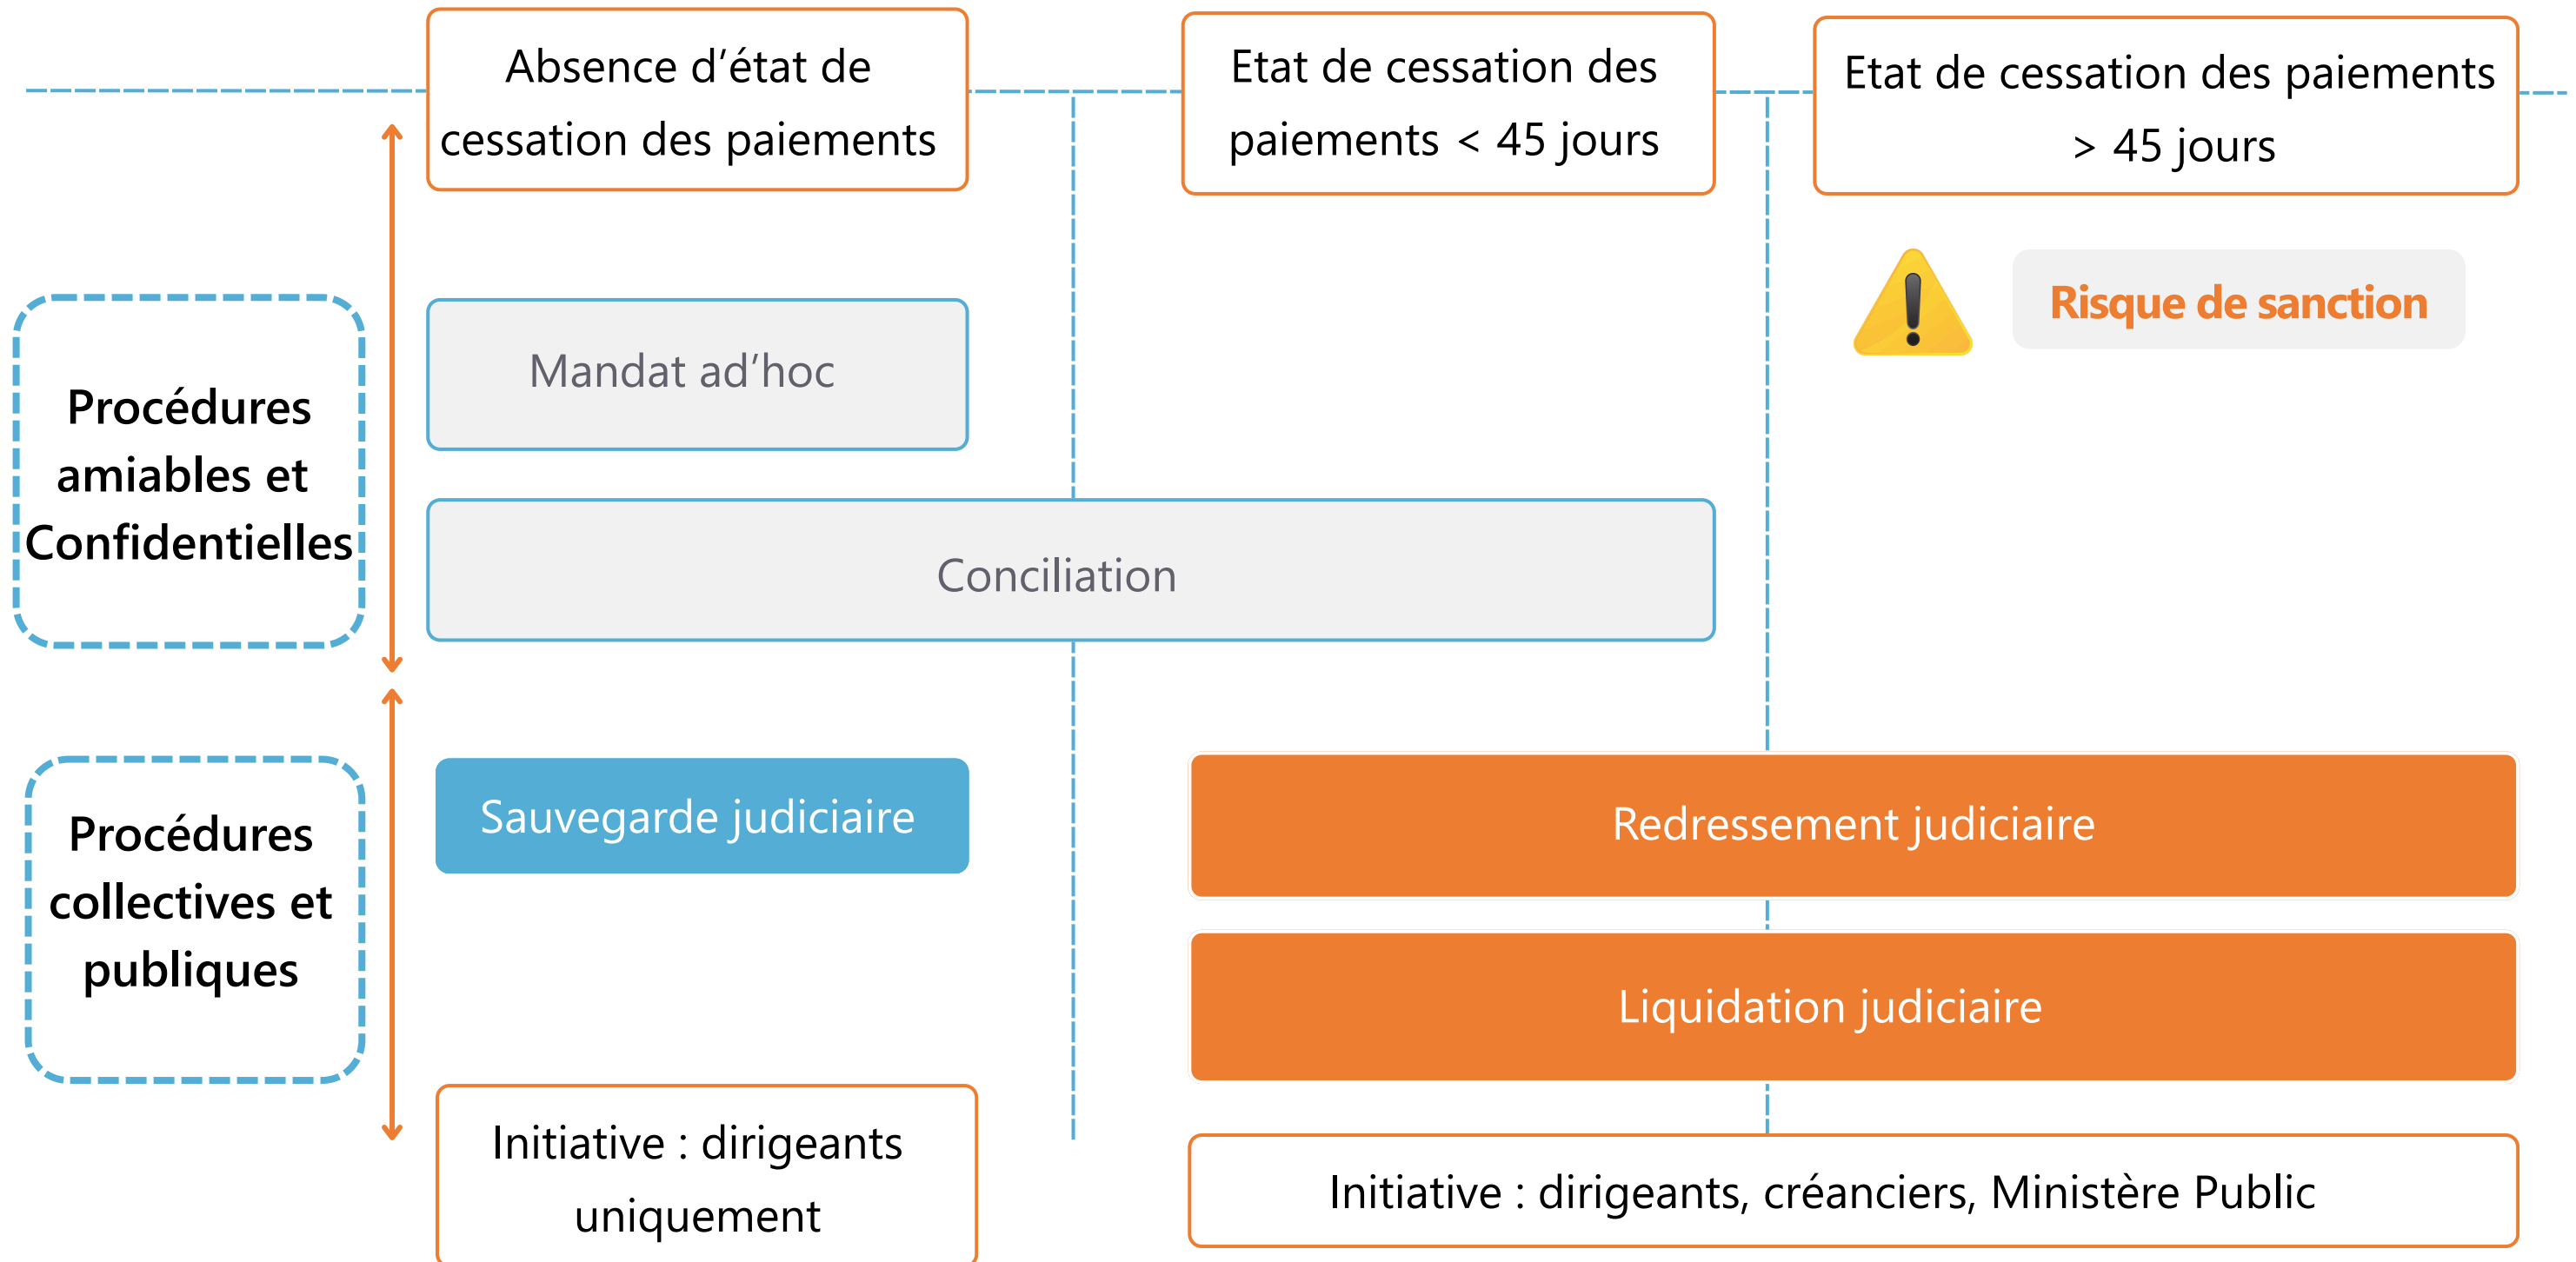 Absence d’état de
cessation des paiements
Etat de cessation des
paiements < 45 jours
Etat de cessation des paiements
> 45 jours
Risque de sanction
Procédures
amiables et
Confidentielles
Mandat ad’hoc
Conciliation
Procédures
collectives et
publiques
Sauvegarde judiciaire
Redressement judiciaire
Liquidation judiciaire
Initiative : dirigeants
uniquement
Initiative : dirigeants, créanciers, Ministère Public